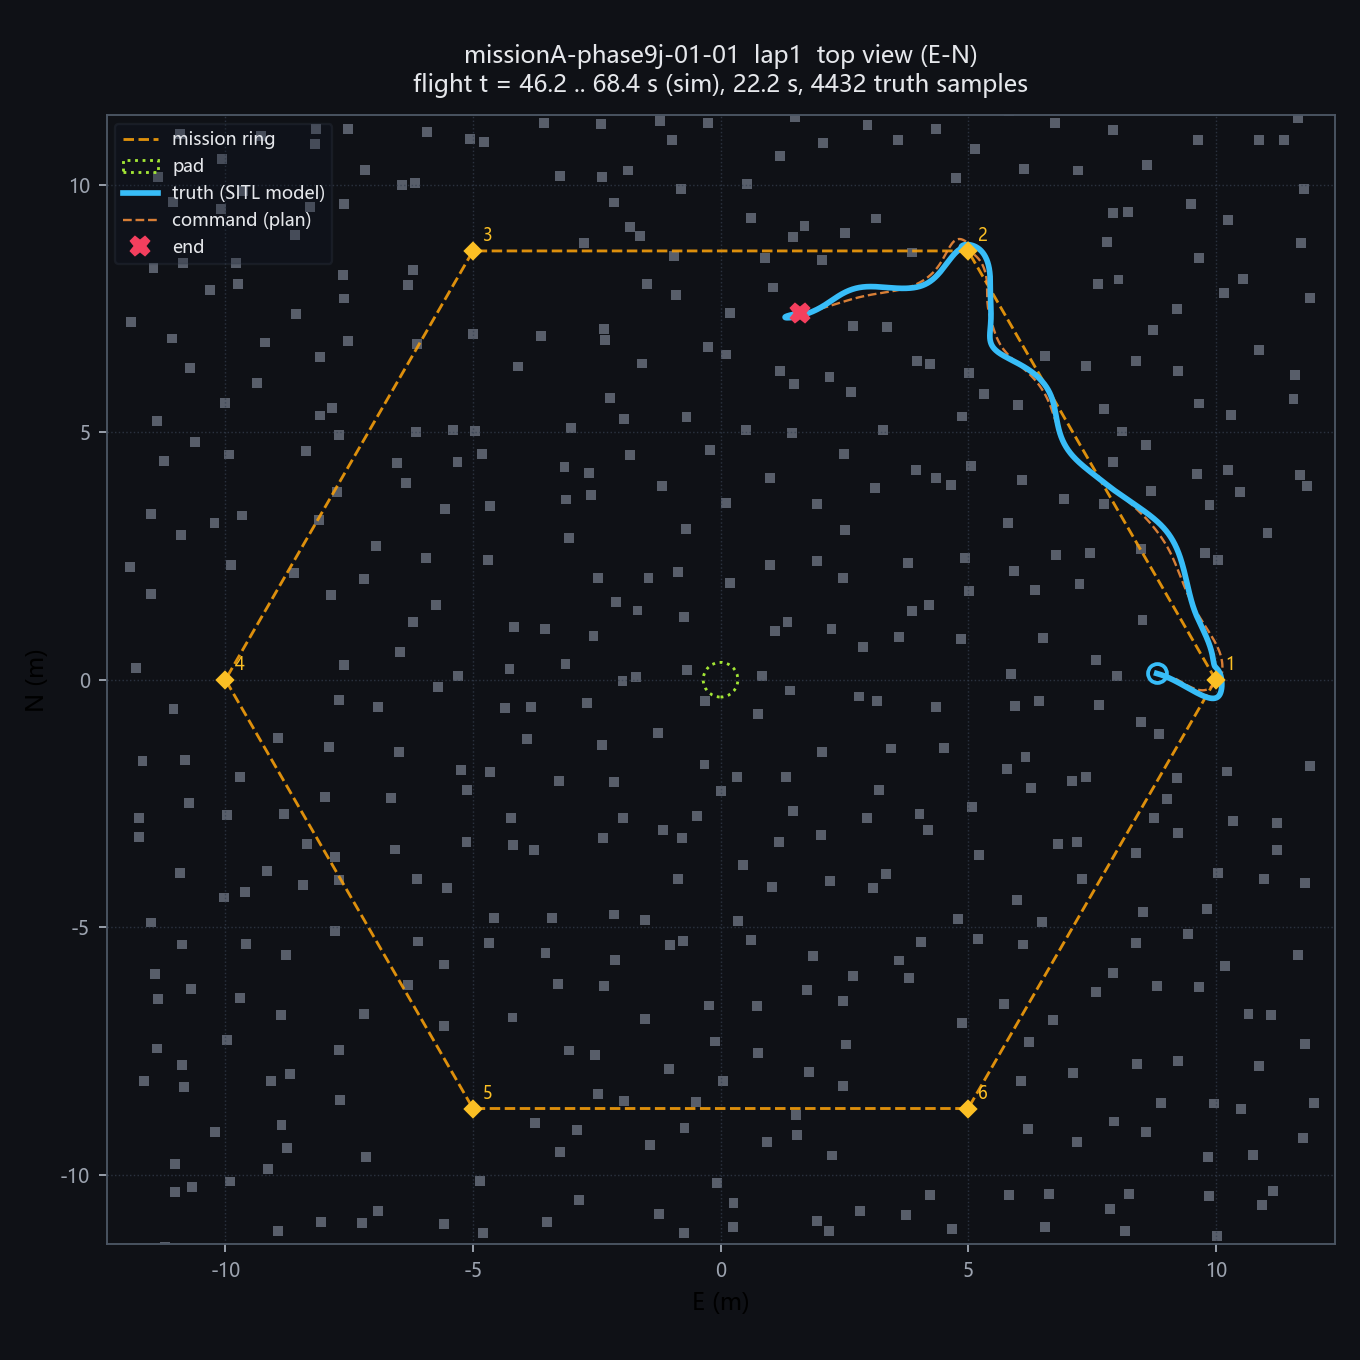 missionA-phase9j-01-01  lap1  top view (E-N)
flight t = 46.2 .. 68.4 s (sim), 22.2 s, 4432 truth samples
mission ring
pad
truth (SITL model)
command (plan)
end
3
2
4
1
5
6
10
5
0
-5
-10
N (m)
-10
-5
0
5
10
E (m)